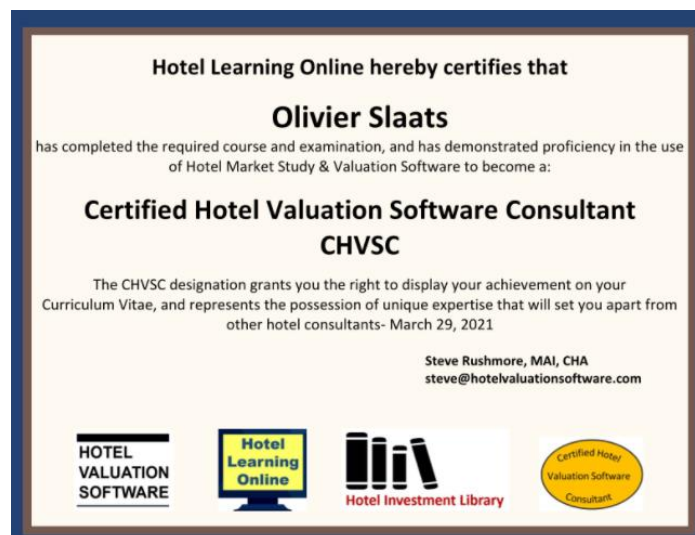 Hotel Learning Online hereby certifies that
Olivier Slaats
has completed the required course and examination, and has demonstrated proficiency in the use
of Hotel Market Study & Valuation Software to become a:
Certified Hotel Valuation Software Consultant
CHVSC
The CHVSC designation grants you the right to display your achievement on your
Curriculum Vitae, and represents the possession of unique expertise that will set you apart from
other hotel consultants- March 29, 2021
Steve Rushmore, MAI, CHA
steve@hotelvaluationsoftware.com
HOTEL
VALUATION
SOFTWARE
Hotel
Learning
Online
Hotel Investment Library
Certified Hotel
Valuation Software
Consultant